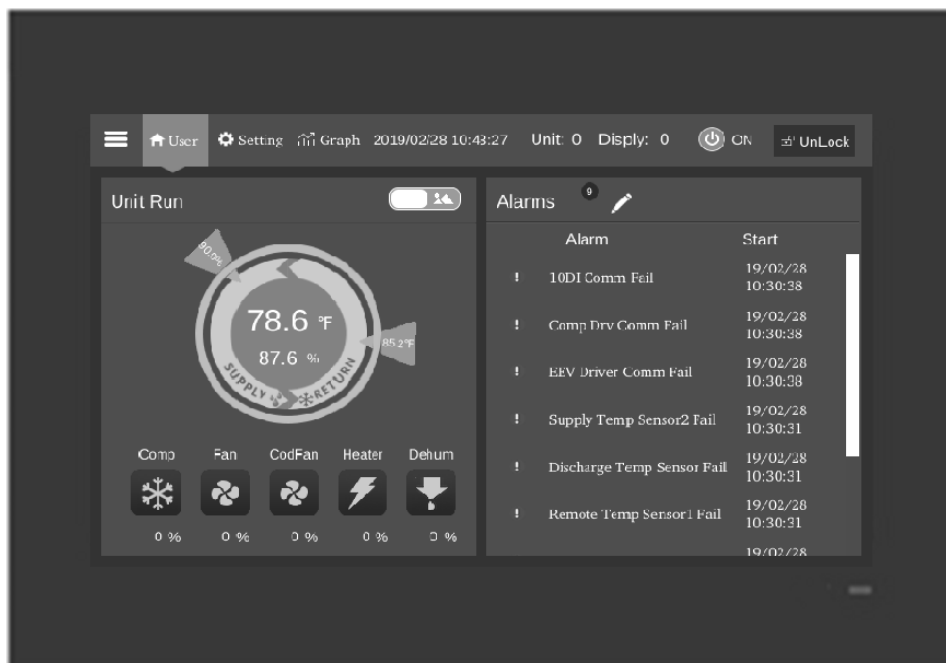 User Setting Graph 2019/02/28 10:43:27 Unit: 0 Disply: 0 ON UnLock
Unit Run
Alarms 9
Alarm Start
90.0%
78.6 °F
87.6 %
85.2°F
SUPPLY RETURN
Comp Fan CodFan Heater Dehum
0 % 0 % 0 % 0 % 0 %
! 10DI Comm Fail 19/02/28
10:30:38
! Comp Drv Comm Fail 19/02/28
10:30:38
! EEV Driver Comm Fail 19/02/28
10:30:38
! Supply Temp Sensor2 Fail 19/02/28
10:30:31
! Discharge Temp Sensor Fail 19/02/28
10:30:31
! Remote Temp Sensor1 Fail 19/02/28
10:30:31
19/02/28